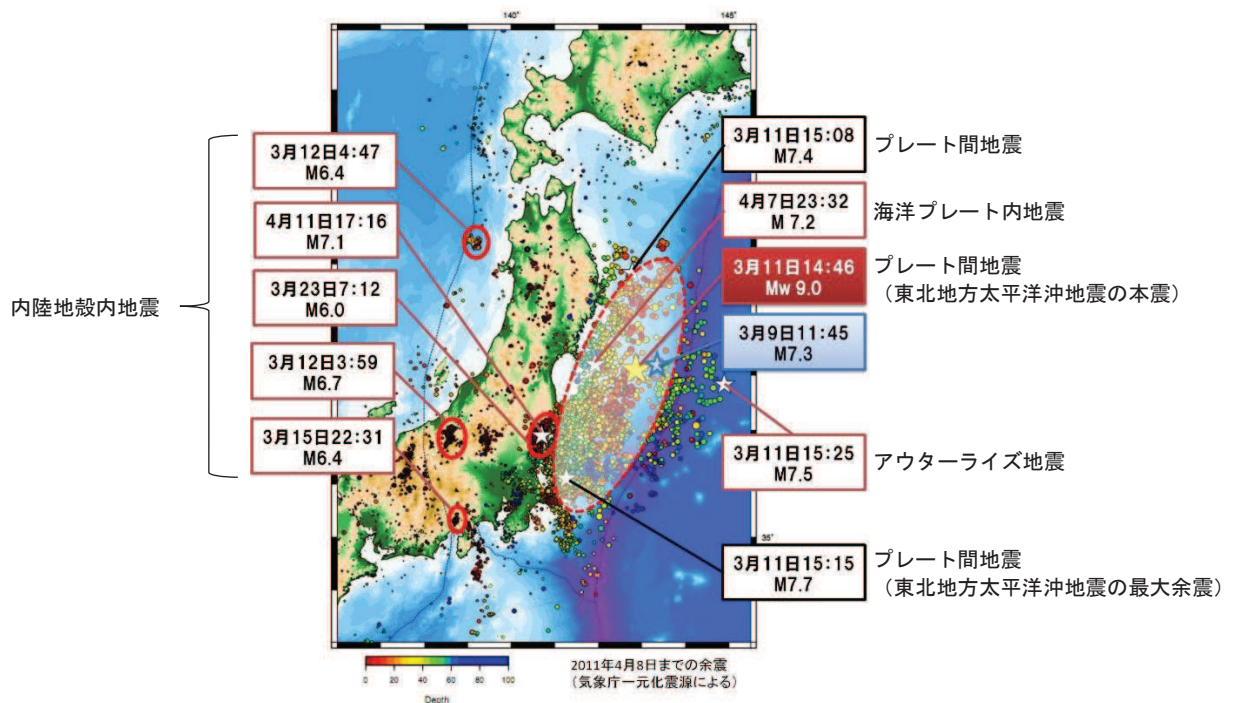 140°
145°
内陸地殻内地震
3月12日4:47
M6.4
4月11日17:16
M7.1
3月23日7:12
M6.0
3月12日3:59
M6.7
3月15日22:31
M6.4
3月11日15:08
M7.4
プレート間地震
4月7日23:32
M 7.2
海洋プレート内地震
3月11日14:46
Mw 9.0
プレート間地震
(東北地方太平洋沖地震の本震)
3月9日11:45
M7.3
3月11日15:25
M7.5
アウターライズ地震
35°
3月11日15:15
M7.7
プレート間地震
(東北地方太平洋沖地震の最大余震)
0 20 40 60 80 100
Depth
2011年4月8日までの余震
(気象庁一元化震源による)